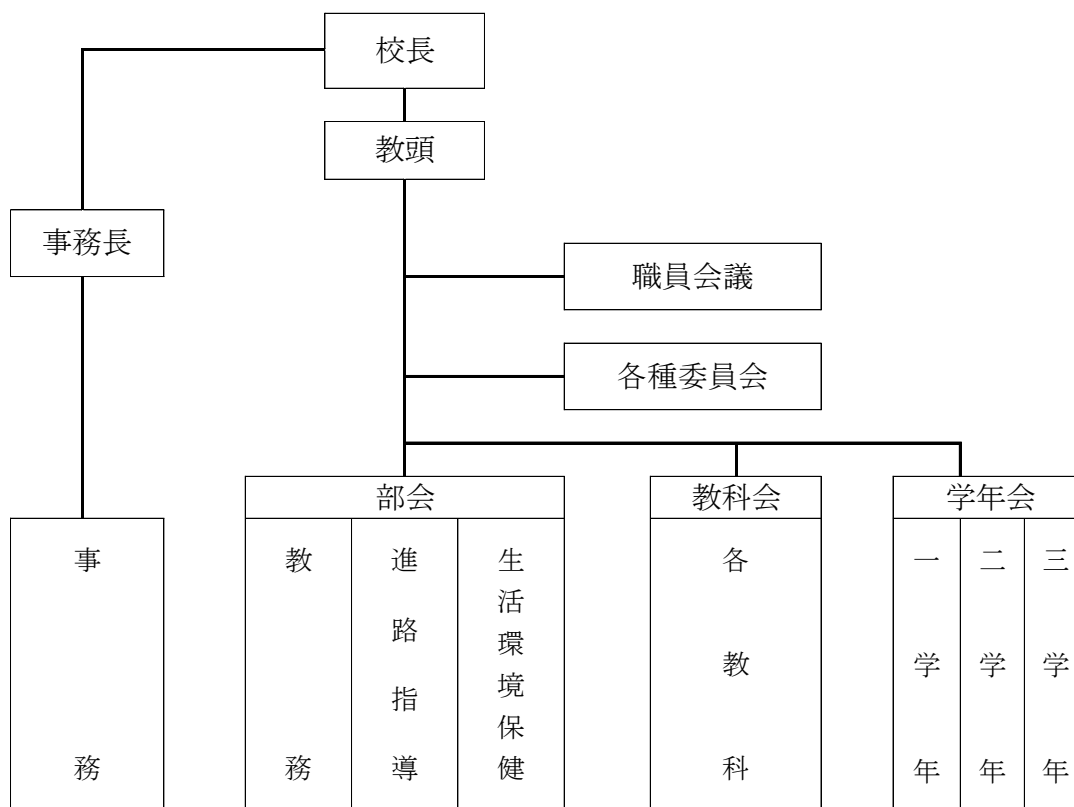 校長
教頭
事務長
職員会議
各種委員会
部会
教科会
学年会
事務
教務
進路指導
生活環境保健
各教科
一学年
二学年
三学年